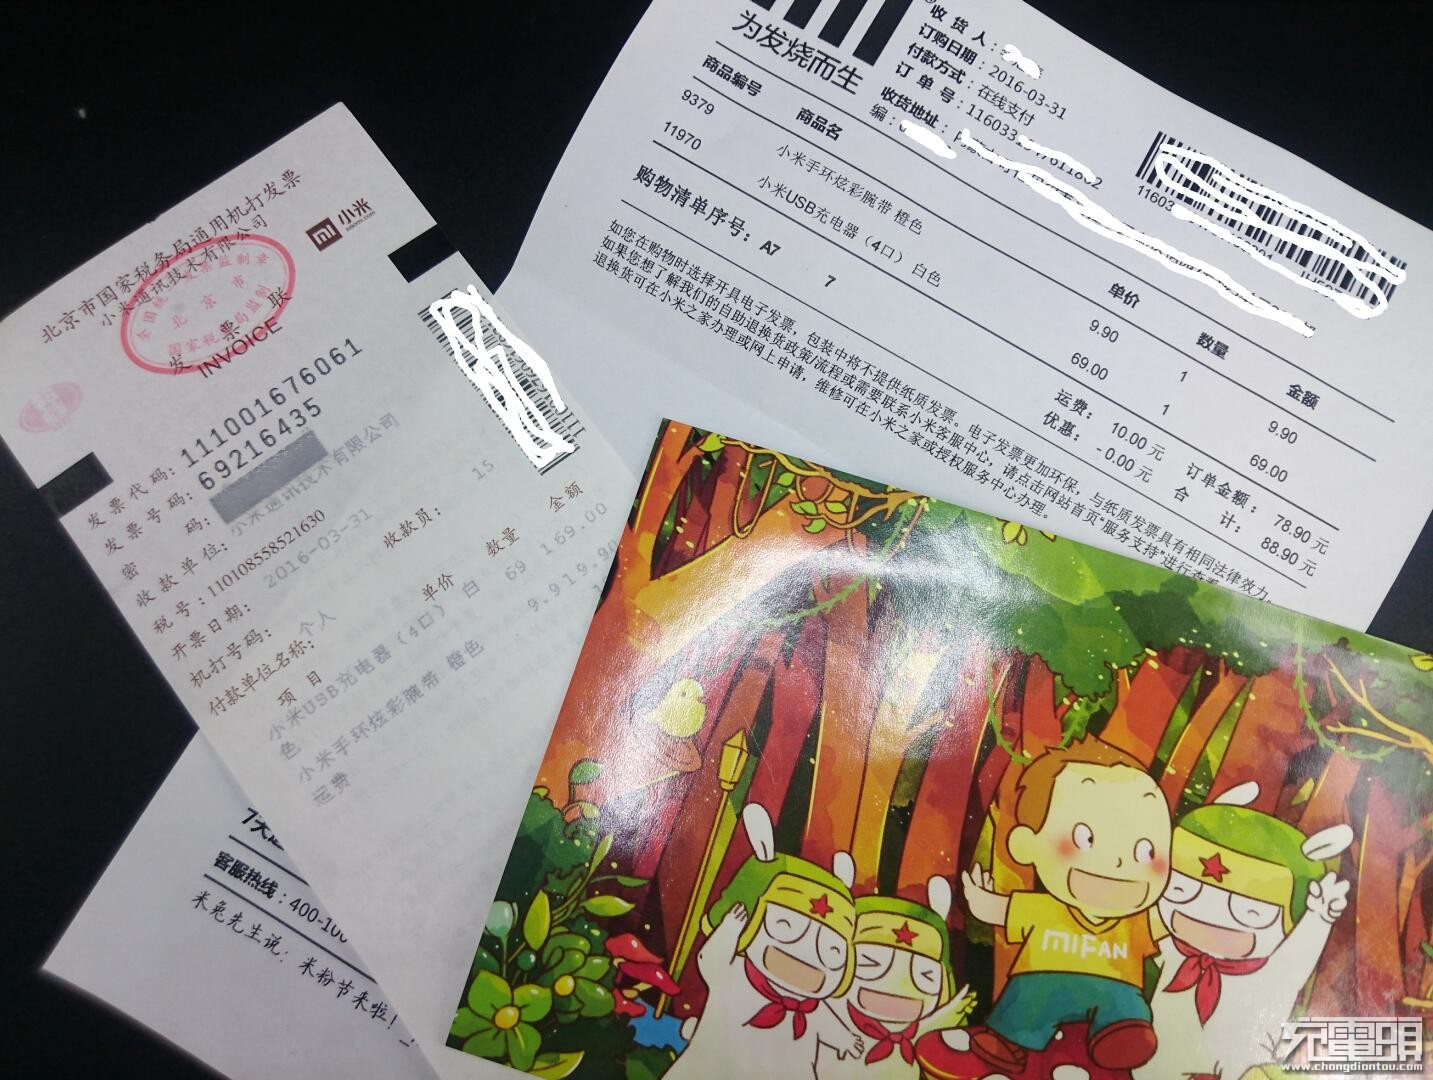 为发烧而生
收货人：
订购日期：2016-03-31
付款方式：在线支付
订单号：
收货地址：
编：
商品编号 商品名 单价 数量 金额
9379 小米手环炫彩腕带 橙色 9.90 1 9.90
11970 小米USB充电器（4口）白色 69.00 1 69.00
购物清单序号：A7 7
运费：10.00元 订单金额：78.90元
优惠：-0.00元 合计：88.90元
如您在购物时选择开具电子发票，包装中将不提供纸质发票。电子发票更加环保，与纸质发票具有相同法律效力。
如果您想了解我们的自助退换货政策/流程或需要联系小米客服中心，请点击网站首页“服务支持”进行查看
退换货可在小米之家办理或网上申请，维修可在小米之家或授权服务中心办理。
北京市国家税务局通用机打发票
小米通讯技术有限公司
发票联
INVOICE
mi 小米
xiaomi.com
发票代码：111001676061
发票号码：69216435
密码：
收款单位：小米通讯技术有限公司
税号：110108558521630 收款员：15
开票日期：2016-03-31
机打号码：
付款单位名称：个人
项目 单价 数量 金额
小米USB充电器（4口）白 69 1 69.00
色
小米手环炫彩腕带 橙色 9.9 1 9.90
运费
客服热线：400-100
米兔先生说：米粉节来啦！
MIFAN
充電頭
www.chongdiantou.com